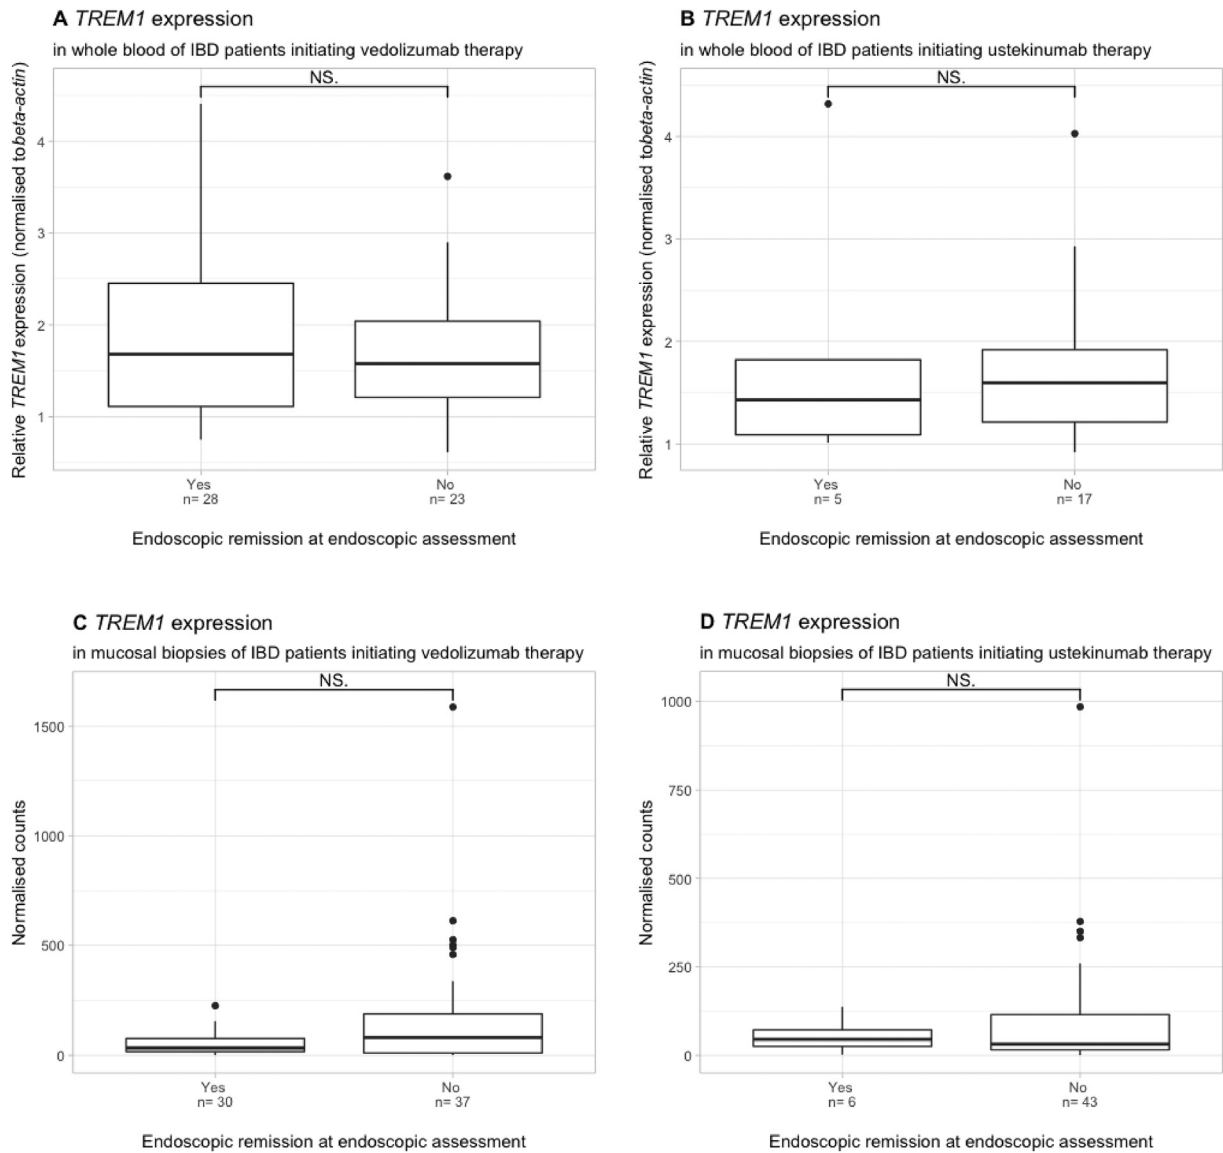 A TREM1 expression
in whole blood of IBD patients initiating vedolizumab therapy
NS.
Relative TREM1 expression (normalised tobeta-actin)
4
3
2
1
Yes
n= 28
No
n= 23
Endoscopic remission at endoscopic assessment
B TREM1 expression
in whole blood of IBD patients initiating ustekinumab therapy
NS.
Relative TREM1 expression (normalised tobeta-actin)
4
3
2
1
Yes
n= 5
No
n= 17
Endoscopic remission at endoscopic assessment
C TREM1 expression
in mucosal biopsies of IBD patients initiating vedolizumab therapy
NS.
Normalised counts
1500
1000
500
0
Yes
n= 30
No
n= 37
Endoscopic remission at endoscopic assessment
D TREM1 expression
in mucosal biopsies of IBD patients initiating ustekinumab therapy
NS.
Normalised counts
1000
750
500
250
0
Yes
n= 6
No
n= 43
Endoscopic remission at endoscopic assessment